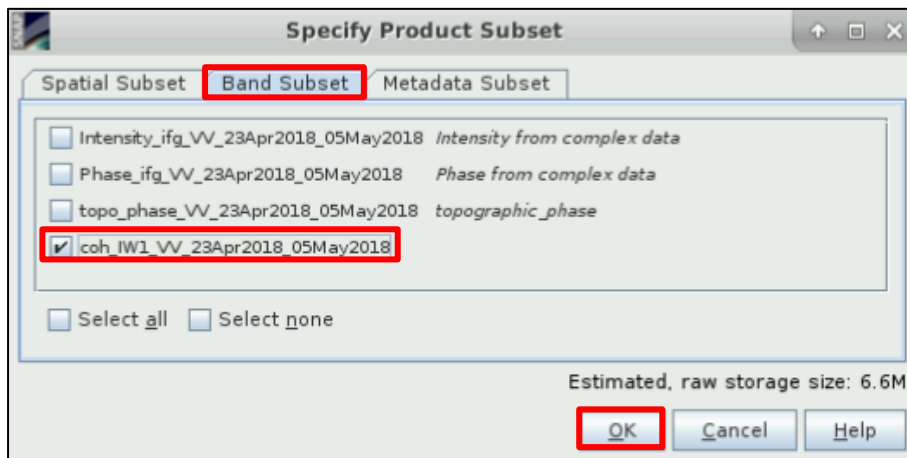 SNAP
Specify Product Subset
Spatial Subset Band Subset Metadata Subset
Intensity_ifg_VV_23Apr2018_05May2018 Intensity from complex data
Phase_ifg_VV_23Apr2018_05May2018 Phase from complex data
topo_phase_VV_23Apr2018_05May2018 topographic_phase
coh_IW1_VV_23Apr2018_05May2018
Select all Select none
Estimated, raw storage size: 6.6M
OK Cancel Help